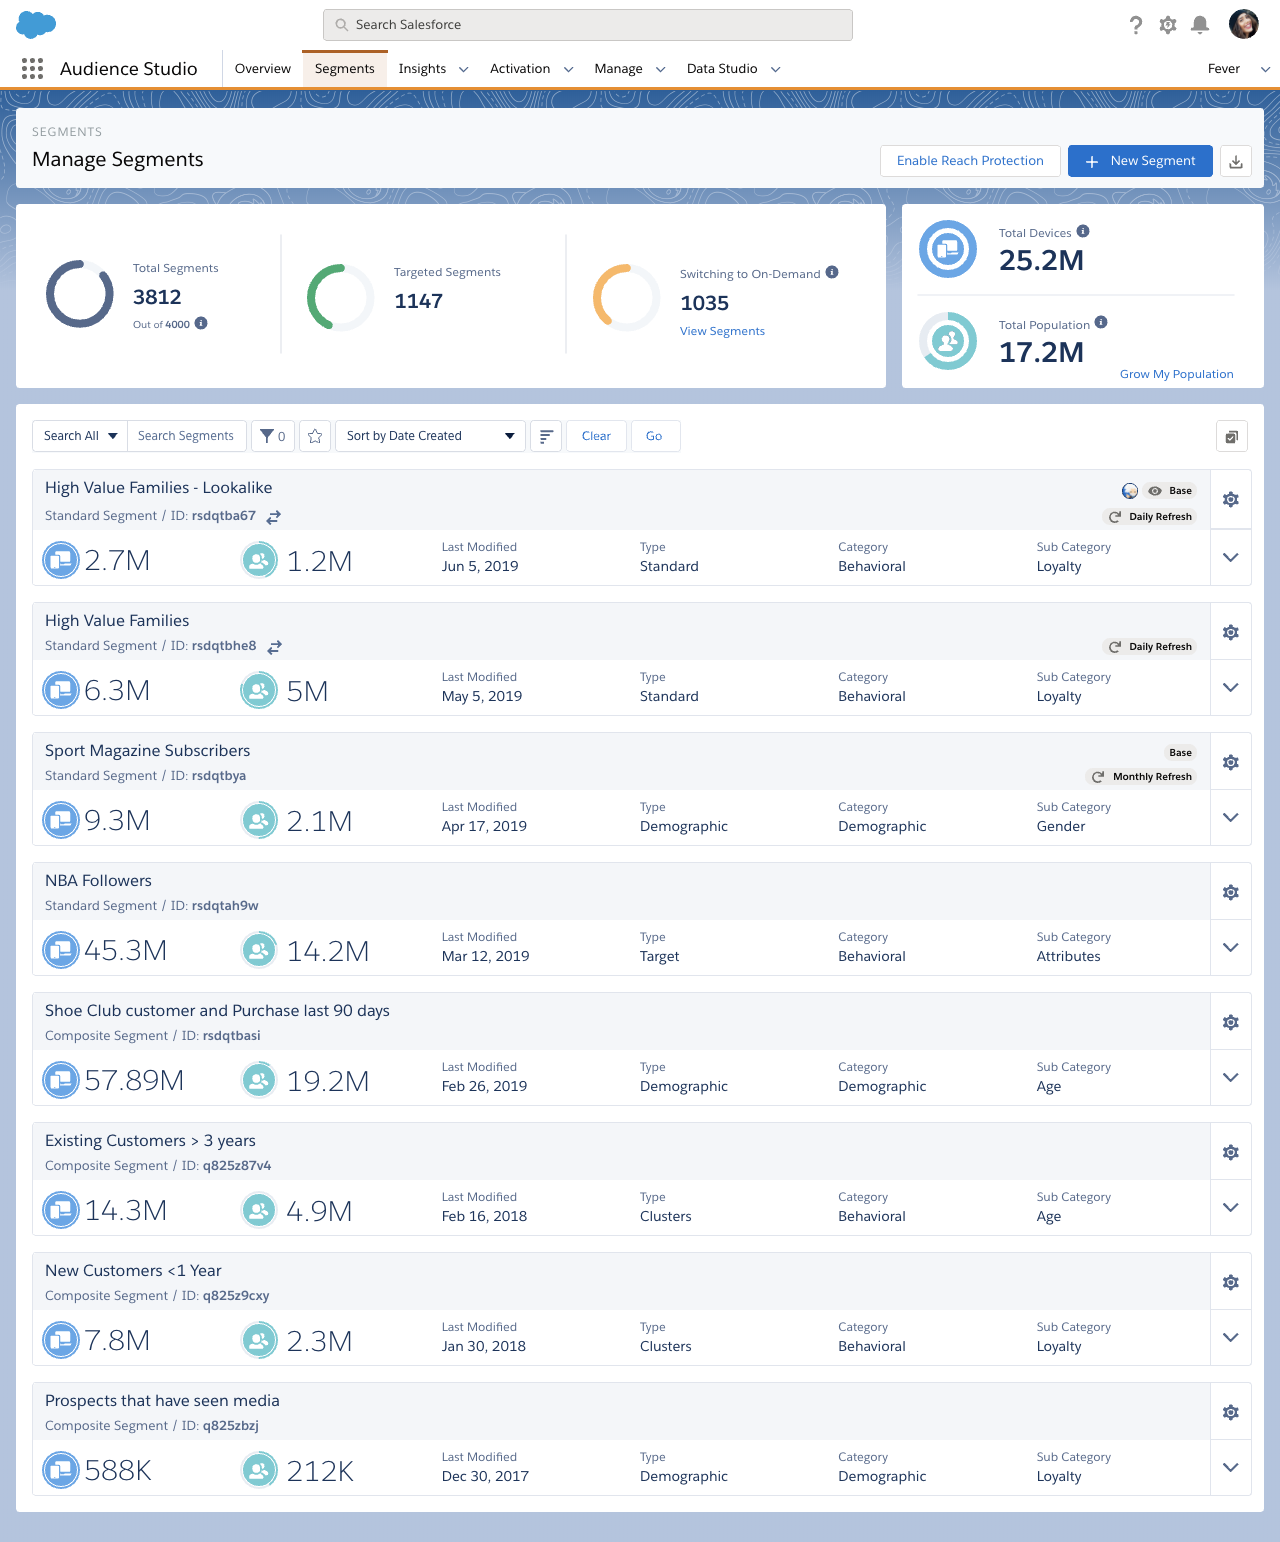 Search Salesforce
Audience Studio
Overview
Segments
Insights
Activation
Manage
Data Studio
Fever
SEGMENTS
Manage Segments
Enable Reach Protection
New Segment
Total Segments
3812
Out of 4000
Targeted Segments
1147
Switching to On-Demand
1035
View Segments
Total Devices
25.2M
Total Population
17.2M
Grow My Population
Search All
Search Segments
0
Sort by Date Created
Clear
Go
High Value Families - Lookalike
Base
Standard Segment / ID: rsdqtba67
Daily Refresh
2.7M
1.2M
Last Modified
Jun 5, 2019
Type
Standard
Category
Behavioral
Sub Category
Loyalty
High Value Families
Standard Segment / ID: rsdqtbhe8
Daily Refresh
6.3M
5M
Last Modified
May 5, 2019
Type
Standard
Category
Behavioral
Sub Category
Loyalty
Sport Magazine Subscribers
Base
Standard Segment / ID: rsdqtbya
Monthly Refresh
9.3M
2.1M
Last Modified
Apr 17, 2019
Type
Demographic
Category
Demographic
Sub Category
Gender
NBA Followers
Standard Segment / ID: rsdqtah9w
45.3M
14.2M
Last Modified
Mar 12, 2019
Type
Target
Category
Behavioral
Sub Category
Attributes
Shoe Club customer and Purchase last 90 days
Composite Segment / ID: rsdqtbasi
57.89M
19.2M
Last Modified
Feb 26, 2019
Type
Demographic
Category
Demographic
Sub Category
Age
Existing Customers > 3 years
Composite Segment / ID: q825z87v4
14.3M
4.9M
Last Modified
Feb 16, 2018
Type
Clusters
Category
Behavioral
Sub Category
Age
New Customers <1 Year
Composite Segment / ID: q825z9cxy
7.8M
2.3M
Last Modified
Jan 30, 2018
Type
Clusters
Category
Behavioral
Sub Category
Loyalty
Prospects that have seen media
Composite Segment / ID: q825zbzj
588K
212K
Last Modified
Dec 30, 2017
Type
Demographic
Category
Demographic
Sub Category
Loyalty